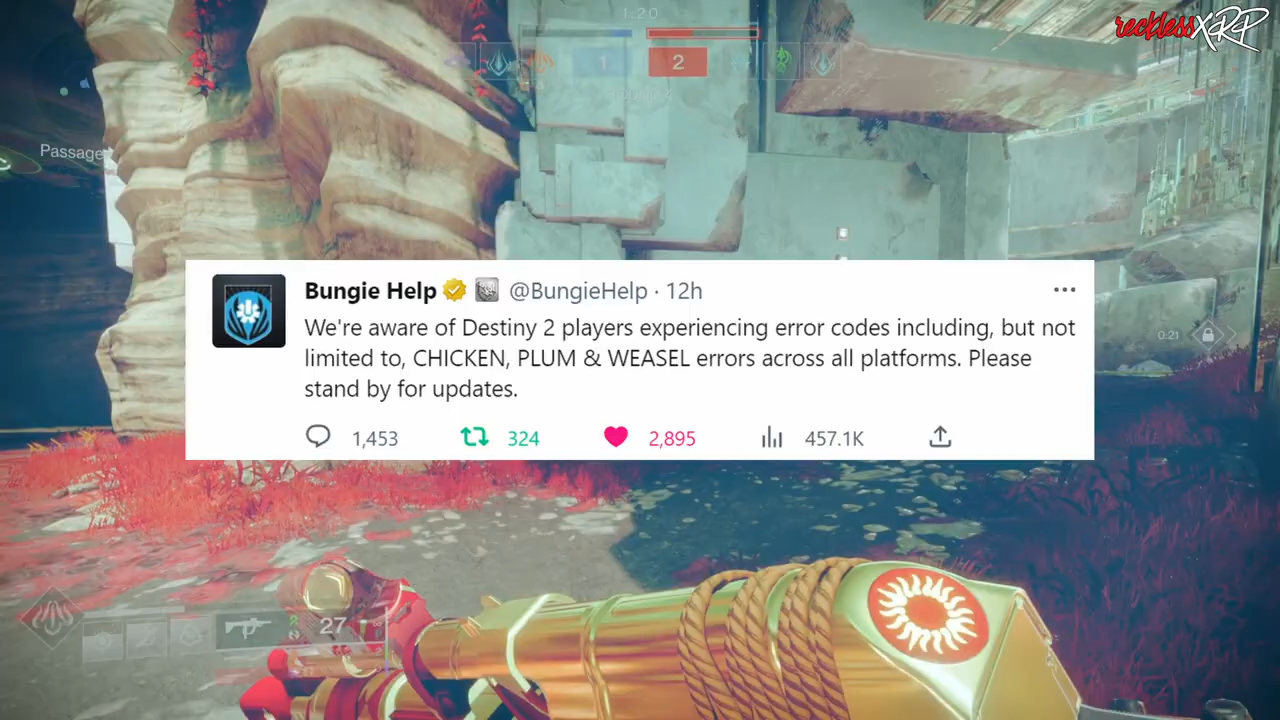 1:20
recklessXRP
1
2
Passage
Bungie Help @BungieHelp · 12h
We're aware of Destiny 2 players experiencing error codes including, but not
limited to, CHICKEN, PLUM & WEASEL errors across all platforms. Please
stand by for updates.
0:21
1,453 324 2,895 457.1K
27